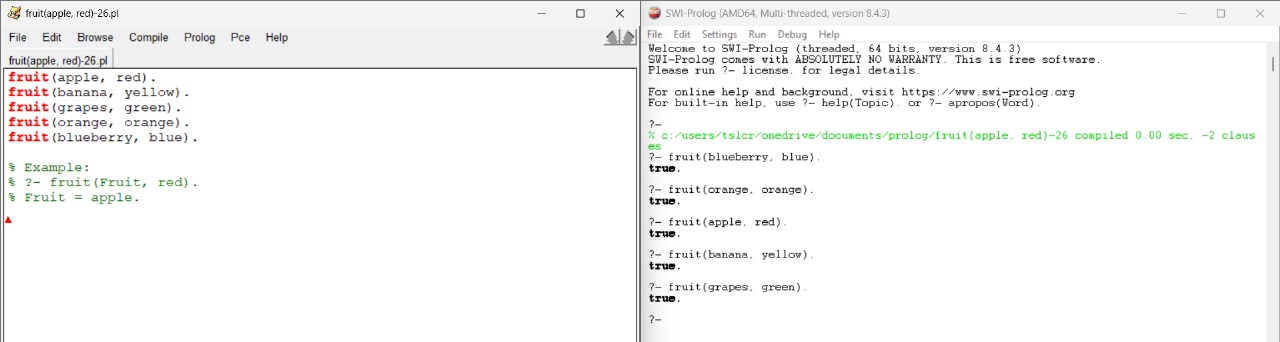 fruit(apple, red)-26.pl
File Edit Browse Compile Prolog Pce Help
fruit(apple, red)-26.pl
fruit(apple, red).
fruit(banana, yellow).
fruit(grapes, green).
fruit(orange, orange).
fruit(blueberry, blue).
% Example:
% ?- fruit(Fruit, red).
% Fruit = apple.
SWI-Prolog (AMD64, Multi-threaded, version 8.4.3)
File Edit Settings Run Debug Help
Welcome to SWI-Prolog (threaded, 64 bits, version 8.4.3)
SWI-Prolog comes with ABSOLUTELY NO WARRANTY. This is free software.
Please run ?- license. for legal details.
For online help and background, visit https://www.swi-prolog.org
For built-in help, use ?- help(Topic). or ?- apropos(Word).
?-
% c:/users/tslcr/onedrive/documents/prolog/fruit(apple, red)-26 compiled 0.00 sec, -2 claus
es
?- fruit(blueberry, blue).
true.
?- fruit(orange, orange).
true.
?- fruit(apple, red).
true.
?- fruit(banana, yellow).
true.
?- fruit(grapes, green).
true.
?-